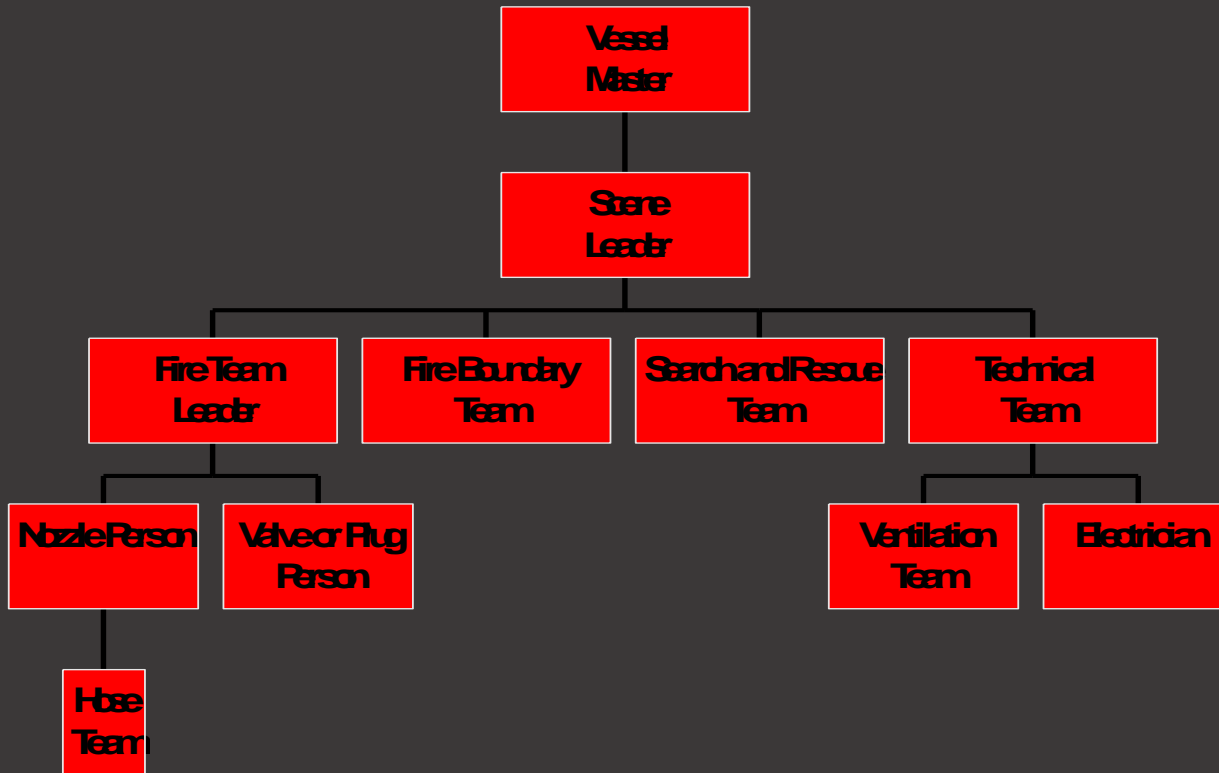 Vessel
Master
Scene
Leader
Fire Team
Leader
Fire Boundary
Team
Search and Rescue
Team
Technical
Team
Nozzle Person
Valve or Plug
Person
Ventilation
Team
Electrician
Hose
Team